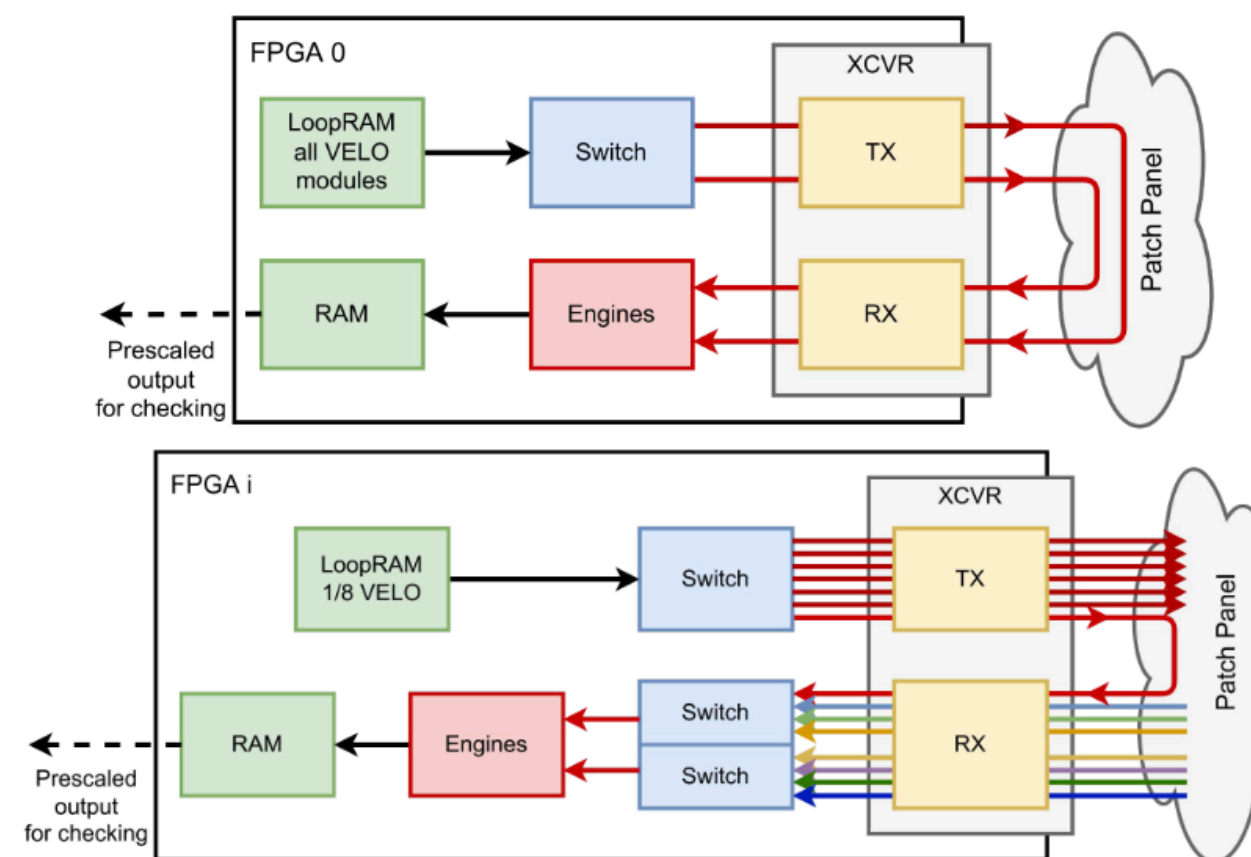 FPGA 0
XCVR
LoopRAM
all VELO
modules
Switch
TX
Patch Panel
RAM
Engines
RX
Prescaled
output
for checking
FPGA i
XCVR
LoopRAM
1/8 VELO
Switch
TX
Patch Panel
RAM
Engines
Switch
Switch
RX
Prescaled
output
for checking